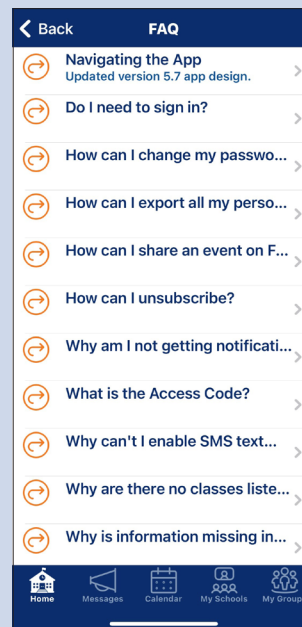 Back FAQ
Navigating the App
Updated version 5.7 app design.
Do I need to sign in?
How can I change my passwo...
How can I export all my perso...
How can I share an event on F...
How can I unsubscribe?
Why am I not getting notificati...
What is the Access Code?
Why can't I enable SMS text...
Why are there no classes liste...
Why is information missing in...
Home Messages Calendar My Schools My Group